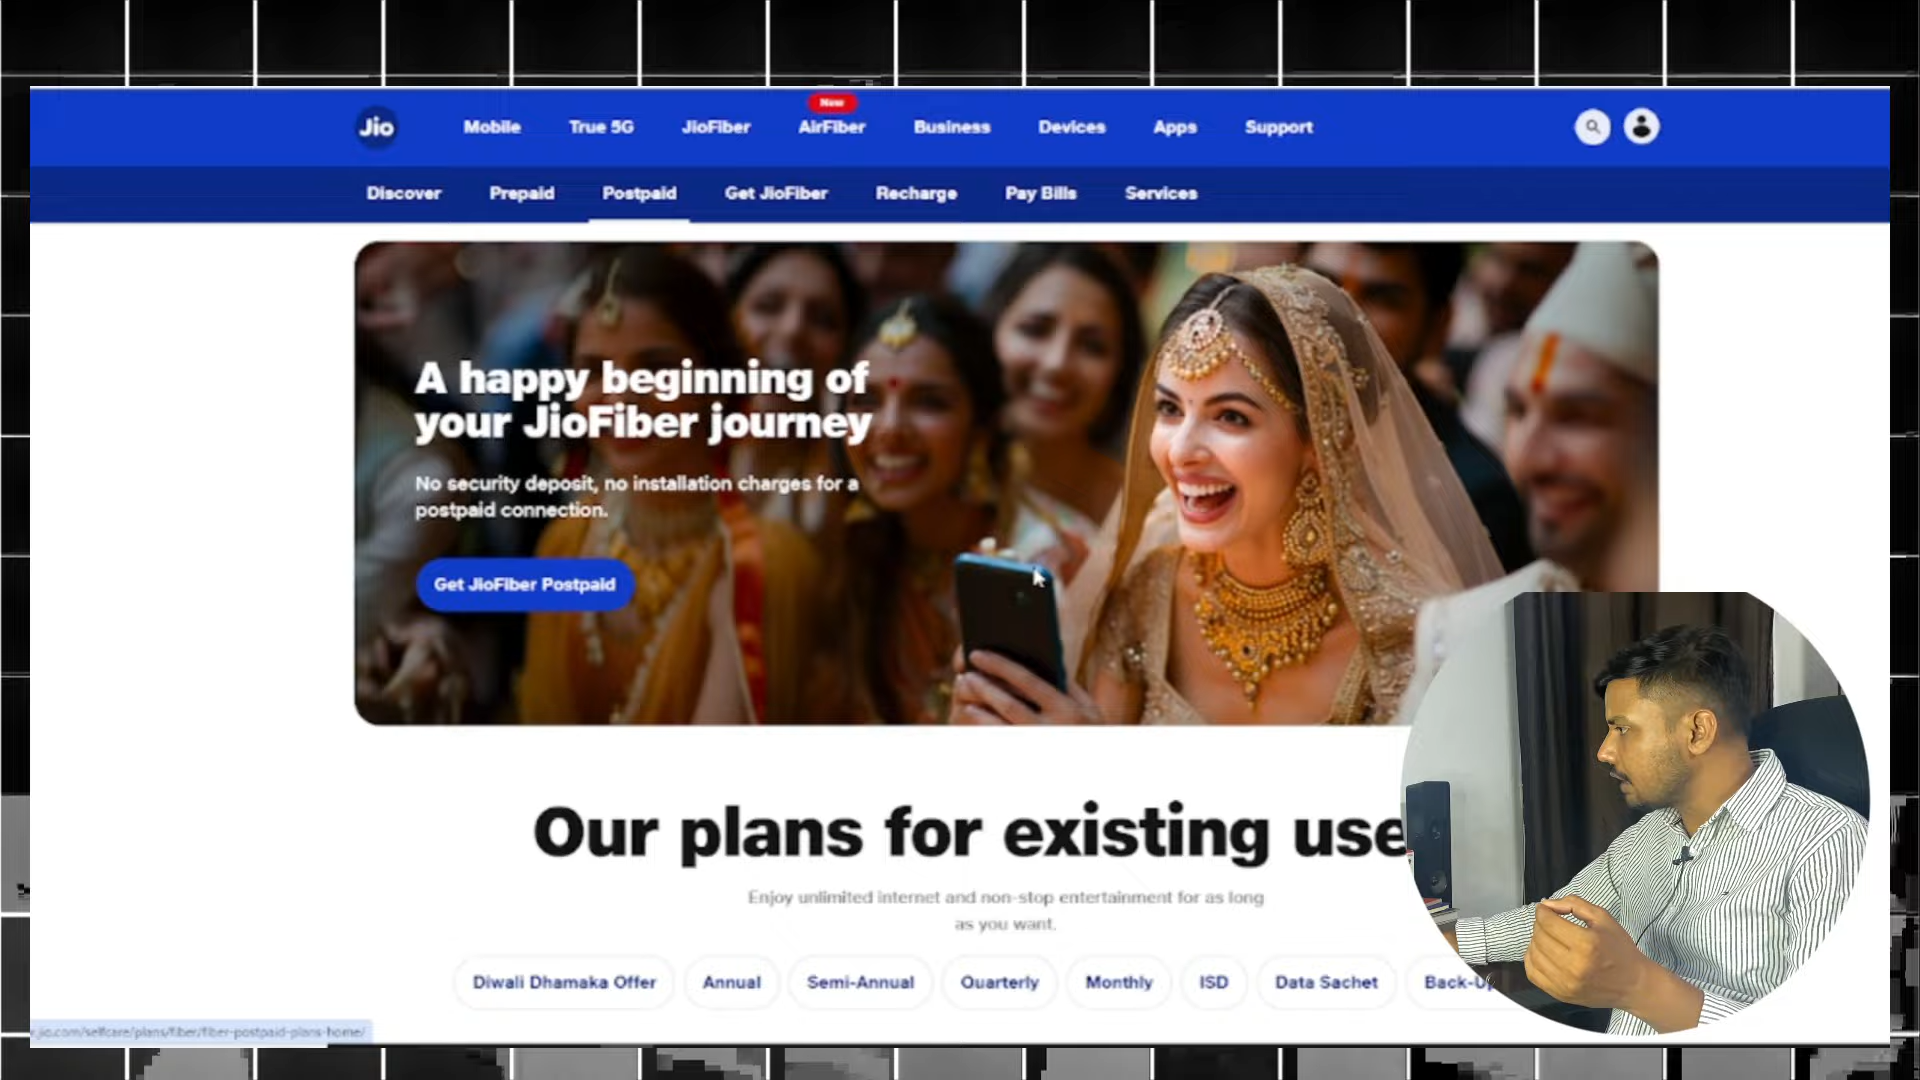 New
Jio Mobile True 5G JioFiber AirFiber Business Devices Apps Support
Discover Prepaid Postpaid Get JioFiber Recharge Pay Bills Services
A happy beginning of
your JioFiber journey
No security deposit, no installation charges for a
postpaid connection.
Get JioFiber Postpaid
Our plans for existing use
Enjoy unlimited internet and non-stop entertainment for as long
as you want.
Diwali Dhamaka Offer Annual Semi-Annual Quarterly Monthly ISD Data Sachet Back-Up
.jio.com/selfcare/plans/fiber/fiber-postpaid-plans-home/